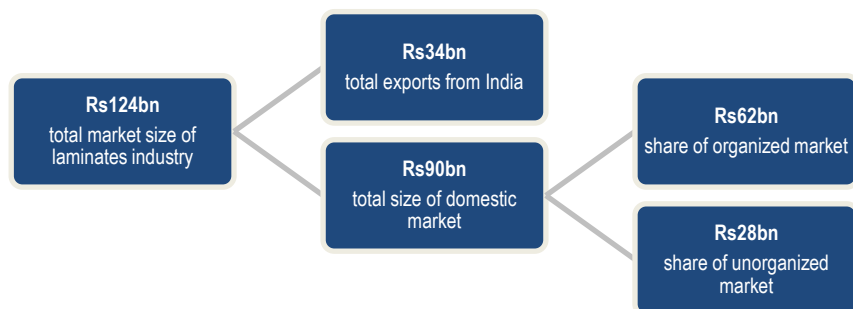 Rs124bn
total market size of
laminates industry
Rs34bn
total exports from India
Rs90bn
total size of domestic
market
Rs62bn
share of organized market
Rs28bn
share of unorganized
market